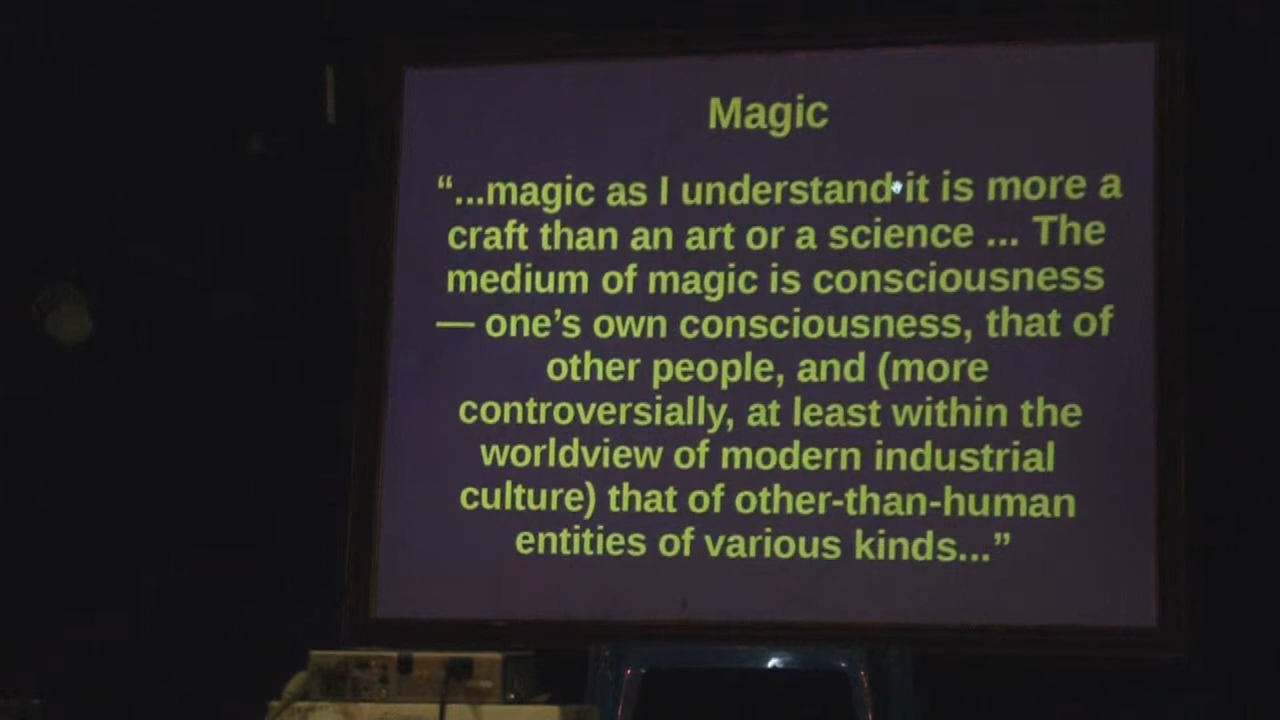 Magic
“...magic as I understand it is more a
craft than an art or a science ... The
medium of magic is consciousness
— one’s own consciousness, that of
other people, and (more
controversially, at least within the
worldview of modern industrial
culture) that of other-than-human
entities of various kinds...”